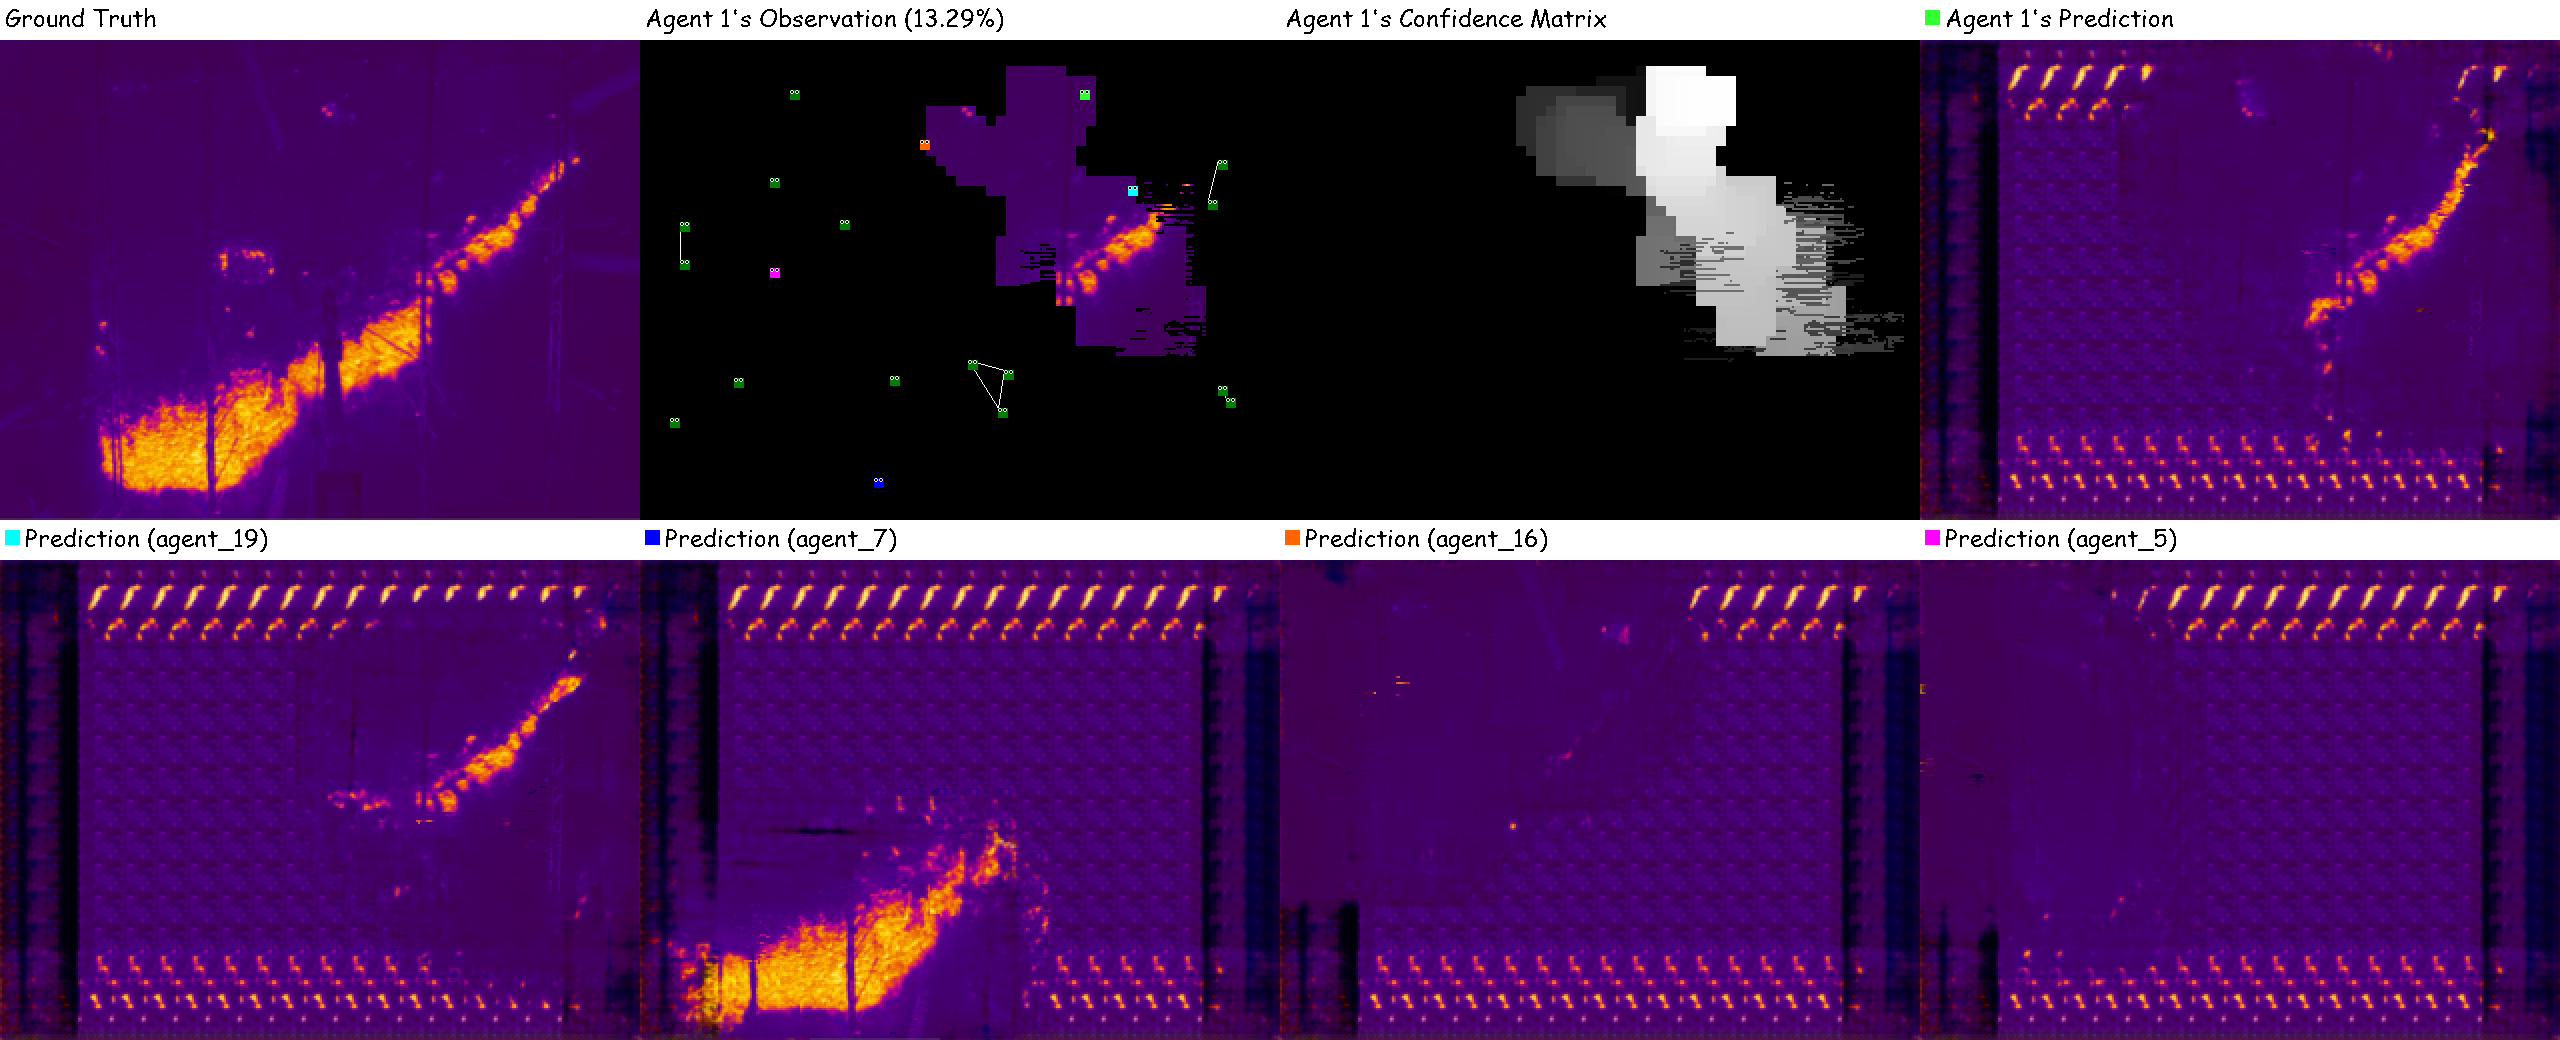 Ground Truth
Agent 1's Observation (13.29%)
Agent 1's Confidence Matrix
Agent 1's Prediction
Prediction (agent_19)
Prediction (agent_7)
Prediction (agent_16)
Prediction (agent_5)